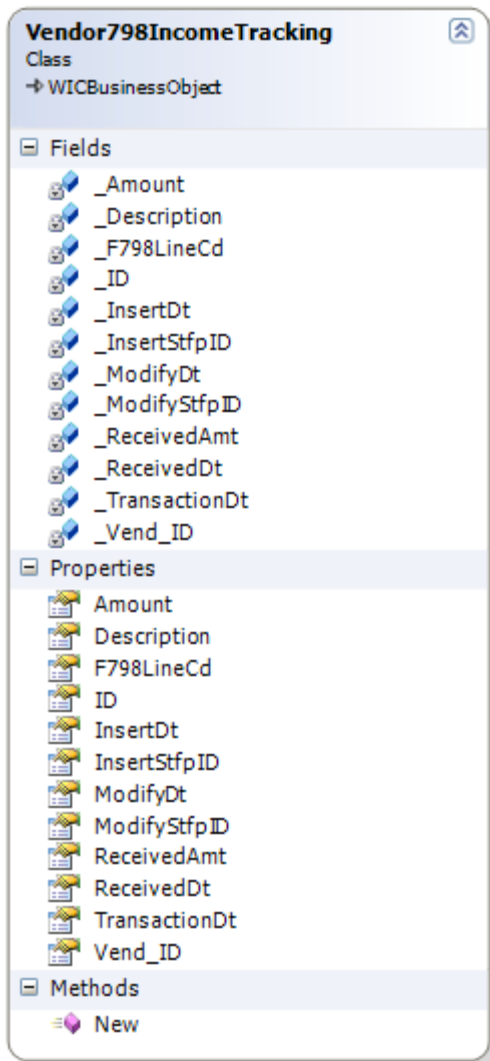 Vendor798IncomeTracking
Class
WICBusinessObject
Fields
_Amount
_Description
_F798LineCd
_ID
_InsertDt
_InsertStfpID
_ModifyDt
_ModifyStfpID
_ReceivedAmt
_ReceivedDt
_TransactionDt
_Vend_ID
Properties
Amount
Description
F798LineCd
ID
InsertDt
InsertStfpID
ModifyDt
ModifyStfpID
ReceivedAmt
ReceivedDt
TransactionDt
Vend_ID
Methods
New